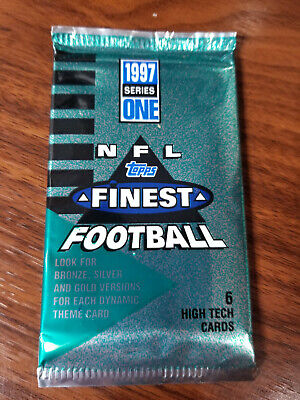 1997
SERIES
ONE
NFL
topps
FINEST
FOOTBALL
LOOK FOR
BRONZE, SILVER
AND GOLD VERSIONS
FOR EACH DYNAMIC
THEME CARD
6
HIGH TECH
CARDS